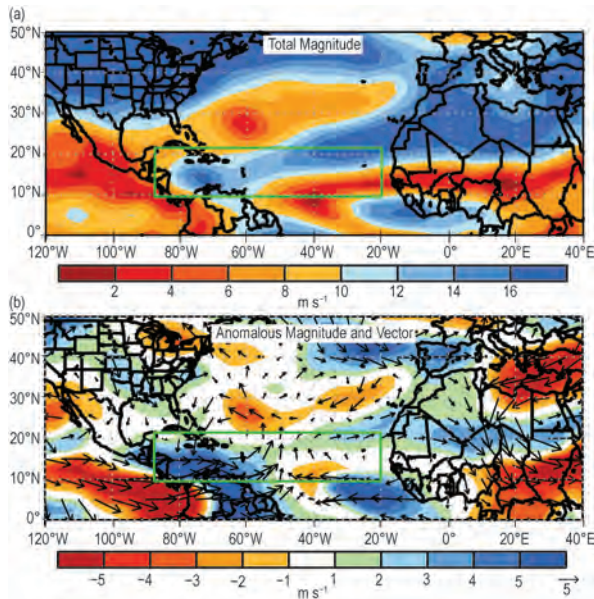 (a)
50°N
40°N
30°N
20°N
10°N
0°
Total Magnitude
120°W 100°W 80°W 60°W 40°W 20°W 0° 20°E 40°E
2 4 6 8 10 12 14 16
m s⁻¹
(b)
50°N
40°N
30°N
20°N
10°N
0°
Anomalous Magnitude and Vector
120°W 100°W 80°W 60°W 40°W 20°W 0° 20°E 40°E
−5 −4 −3 −2 −1 1 2 3 4 5
m s⁻¹
5